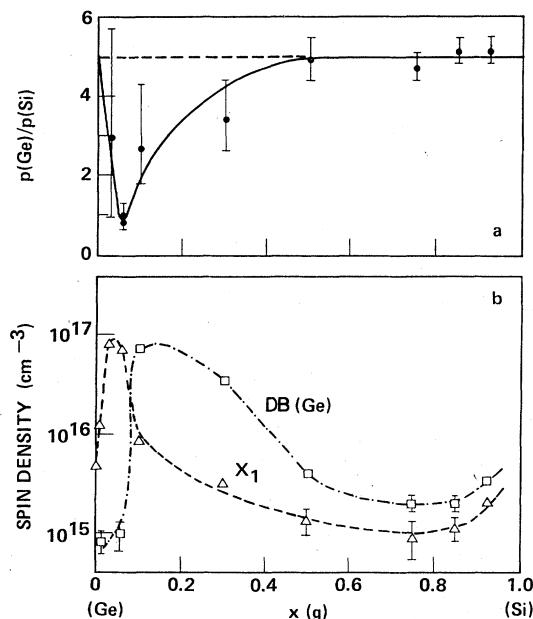 6
4
2
0
p(Ge)/p(Si)
a
b
10^17
10^16
10^15
SPIN DENSITY (cm^-3)
DB (Ge)
X_1
0 0.2 0.4 0.6 0.8 1.0
(Ge) x (g) (Si)